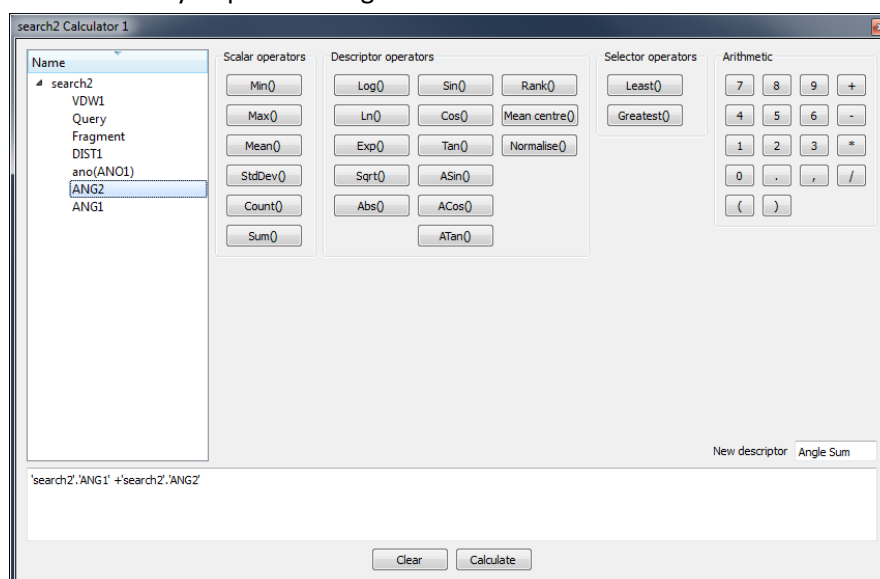 search2 Calculator 1
Name
search2
VDW1
Query
Fragment
DIST1
ano(ANO1)
ANG2
ANG1
Scalar operators
Min()
Max()
Mean()
StdDev()
Count()
Sum()
Descriptor operators
Log() Sin() Rank()
Ln() Cos() Mean centre()
Exp() Tan() Normalise()
Sqrt() ASin()
Abs() ACos()
ATan()
Selector operators
Least()
Greatest()
Arithmetic
7 8 9 +
4 5 6 -
1 2 3 *
0 . , /
( )
New descriptor Angle Sum
'search2'.'ANG1' +'search2'.'ANG2'
Clear Calculate